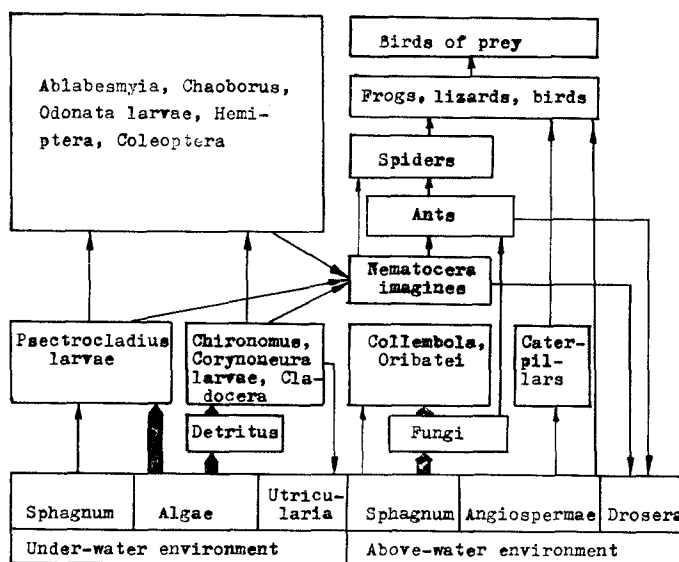 Birds of prey
Ablabesmyia, Chaoborus,
Odonata larvae, Hemi-
ptera, Coleoptera
Frogs, lizards, birds
Spiders
Ants
Nematocera
imagines
Psectrocladius
larvae
Chironomus,
Corynoneura
larvae, Cla-
docera
Collembola,
Oribatei
Cater-
pil-
lars
Detritus
Fungi
Sphagnum
Algae
Utricu-
laria
Sphagnum
Angiospermae
Drosera
Under-water environment
Above-water environment